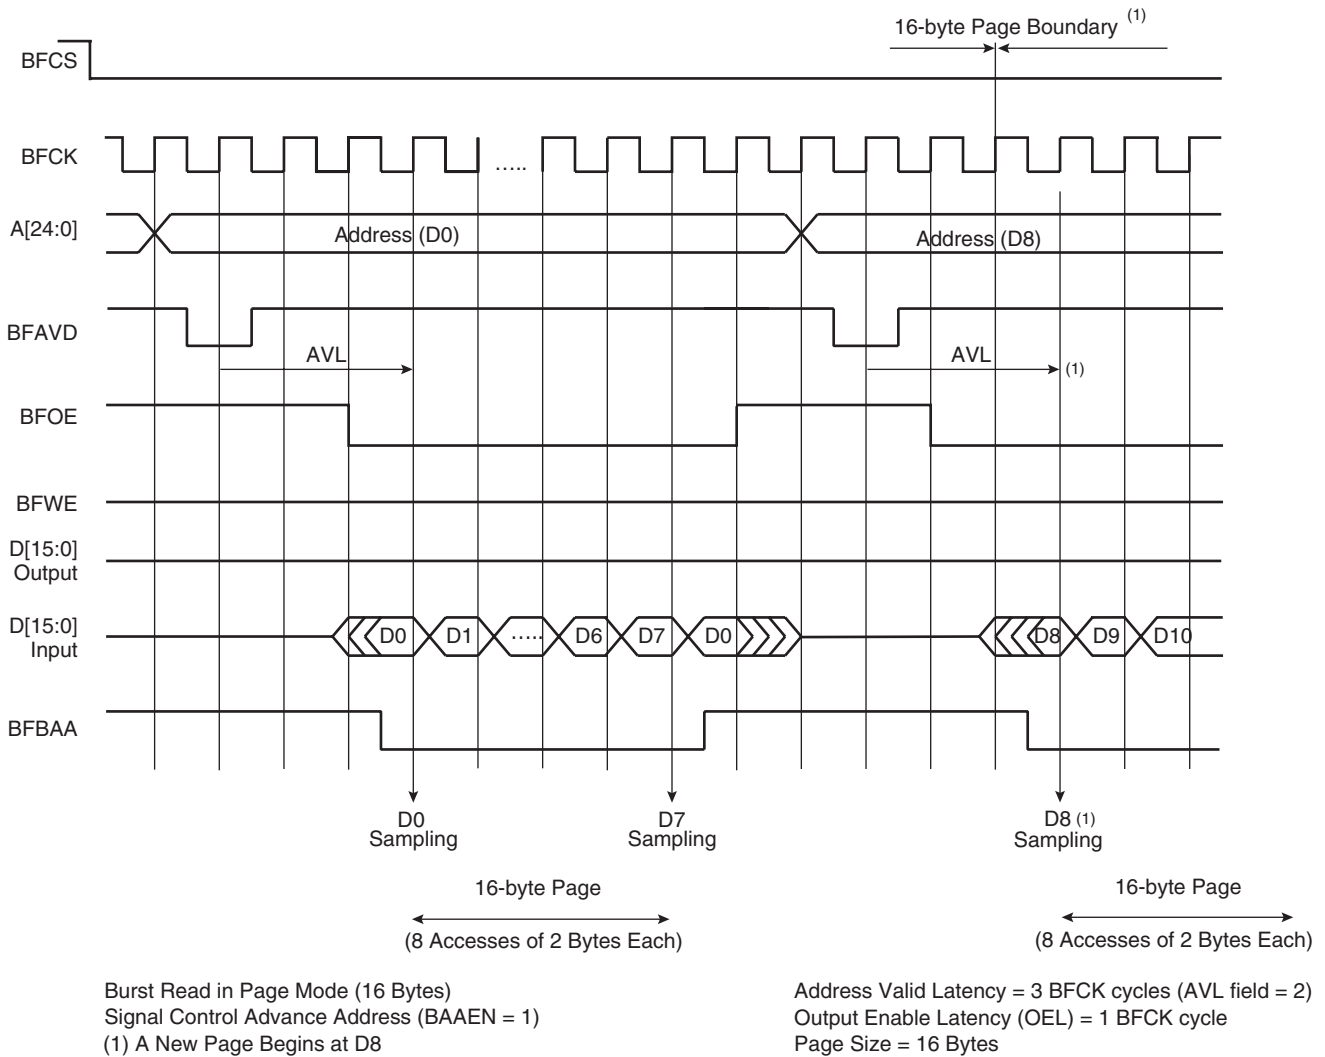 16-byte Page Boundary (1)
BFCS
BFCK
.....
A[24:0]
Address (D0)
Address (D8)
BFAVD
AVL
AVL
(1)
BFOE
BFWE
D[15:0]
Output
D[15:0]
Input
D0 D1 ..... D6 D7 D0 D8 D9 D10
BFBAA
D0
Sampling
D7
Sampling
D8 (1)
Sampling
16-byte Page
(8 Accesses of 2 Bytes Each)
16-byte Page
(8 Accesses of 2 Bytes Each)
Burst Read in Page Mode (16 Bytes)
Signal Control Advance Address (BAAEN = 1)
(1) A New Page Begins at D8
Address Valid Latency = 3 BFCK cycles (AVL field = 2)
Output Enable Latency (OEL) = 1 BFCK cycle
Page Size = 16 Bytes